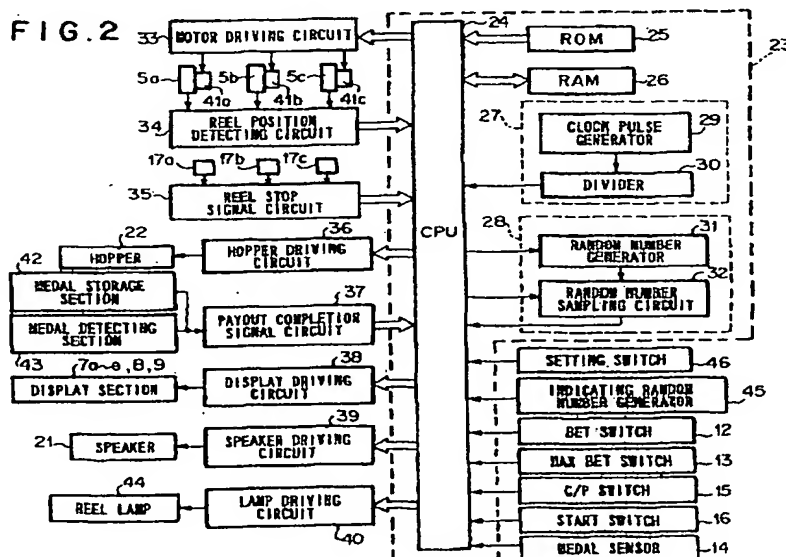 FIG.2
33
MOTOR DRIVING CIRCUIT
5a
5b
5c
41a
41b
41c
34
REEL POSITION
DETECTING CIRCUIT
17a
17b
17c
35
REEL STOP
SIGNAL CIRCUIT
22
36
HOPPER
HOPPER DRIVING
CIRCUIT
42
MEDAL STORAGE
SECTION
37
MEDAL DETECTING
SECTION
PAYOUT COMPLETION
SIGNAL CIRCUIT
43
7a~e,8,9
38
DISPLAY SECTION
DISPLAY DRIVING
CIRCUIT
39
21
SPEAKER
SPEAKER DRIVING
CIRCUIT
44
REEL LAMP
LAMP DRIVING
CIRCUIT
40
24
CPU
ROM
25
23
RAM
26
27
CLOCK PULSE
GENERATOR
29
DIVIDER
30
28
31
RANDOM NUMBER
GENERATOR
32
RANDOM NUMBER
SAMPLING CIRCUIT
SETTING SWITCH
46
INDICATING RANDOM
NUMBER GENERATOR
45
BET SWITCH
12
MAX BET SWITCH
13
C/P SWITCH
15
START SWITCH
16
MEDAL SENSOR
14